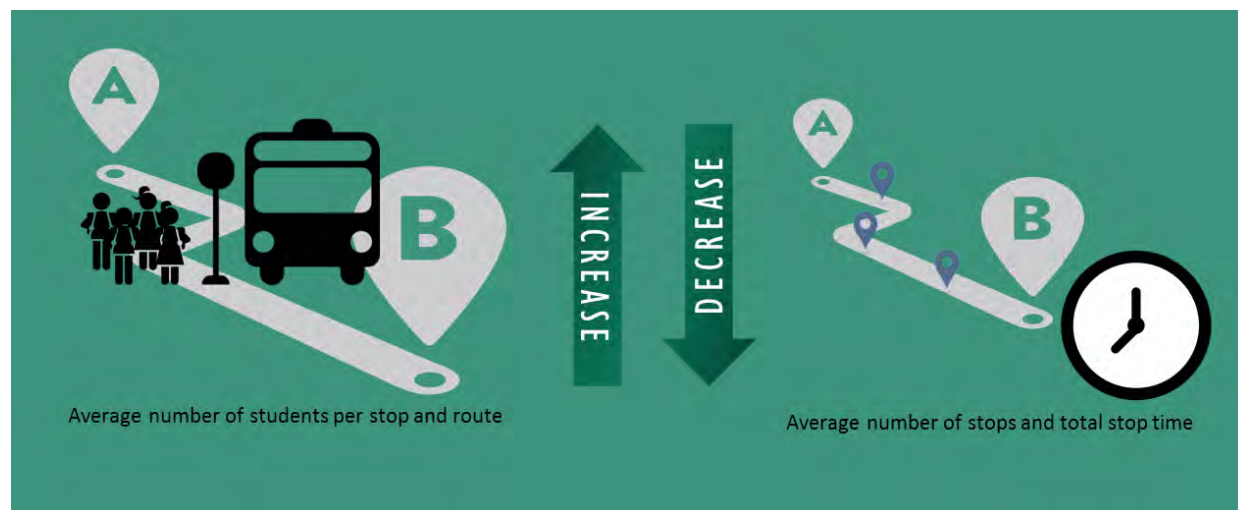 A
B
Average number of students per stop and route
INCREASE
DECREASE
A
B
Average number of stops and total stop time